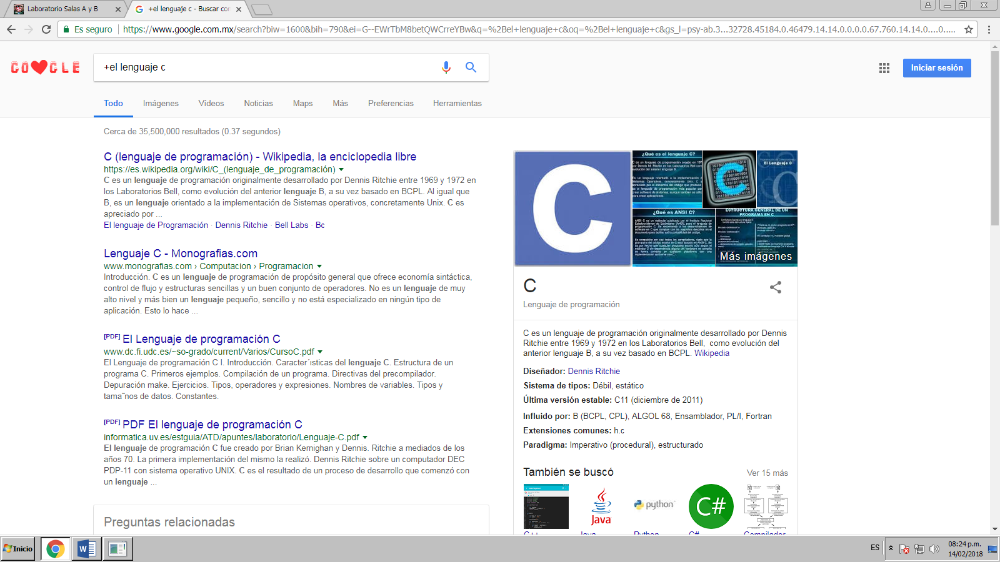 Laboratorio Salas A y B
+el lenguaje c - Buscar con
Es seguro
https://www.google.com.mx/search?biw=1600&bih=790&ei=G--EWrTbM8betQWCrreYBw&q=%2Bel+lenguaje+c&oq=%2Bel+lenguaje+c&gs_l=psy-ab.3...32728.45184.0.46479.14.14.0.0.0.0.67.760.14.14.0....0.....
+el lenguaje c
Iniciar sesión
Todo Imágenes Vídeos Noticias Maps Más Preferencias Herramientas
Cerca de 35,500,000 resultados (0.37 segundos)
C (lenguaje de programación) - Wikipedia, la enciclopedia libre
https://es.wikipedia.org/wiki/C_(lenguaje_de_programación)
C es un lenguaje de programación originalmente desarrollado por Dennis Ritchie entre 1969 y 1972 en
los Laboratorios Bell, como evolución del anterior lenguaje B, a su vez basado en BCPL. Al igual que
B, es un lenguaje orientado a la implementación de Sistemas operativos, concretamente Unix. C es
apreciado por ...
El lenguaje de Programación · Dennis Ritchie · Bell Labs · Bc
Lenguaje C - Monografias.com
www.monografias.com › Computacion › Programacion
Introducción. C es un lenguaje de programación de propósito general que ofrece economía sintáctica,
control de flujo y estructuras sencillas y un buen conjunto de operadores. No es un lenguaje de muy
alto nivel y más bien un lenguaje pequeño, sencillo y no está especializado en ningún tipo de
aplicación. Esto lo hace ...
[PDF] El Lenguaje de programación C
www.dc.fi.udc.es/~so-grado/current/Varios/CursoC.pdf
El Lenguaje de programación C I. Introducción. Caracter´ısticas del lenguaje C. Estructura de un
programa C. Primeros ejemplos. Compilación de un programa. Directivas del precompilador.
Depuración make. Ejercicios. Tipos, operadores y expresiones. Nombres de variables. Tipos y
tama˜nos de datos. Constantes.
[PDF] PDF El lenguaje de programación C
informatica.uv.es/estguia/ATD/apuntes/laboratorio/Lenguaje-C.pdf
El lenguaje de programación C fue creado por Brian Kernighan y Dennis. Ritchie a mediados de los
años 70. La primera implementación del mismo la realizó. Dennis Ritchie sobre un computador DEC
PDP-11 con sistema operativo UNIX. C es el resultado de un proceso de desarrollo que comenzó con
un lenguaje ...
Preguntas relacionadas
C
¿Qué es el lenguaje C?
El Lenguaje C
¿Qué es ANSI C?
ESTRUCTURA GENERAL DE UN
PROGRAMA EN C
Más imágenes
C
Lenguaje de programación
C es un lenguaje de programación originalmente desarrollado por Dennis
Ritchie entre 1969 y 1972 en los Laboratorios Bell, como evolución del
anterior lenguaje B, a su vez basado en BCPL. Wikipedia
Diseñador: Dennis Ritchie
Sistema de tipos: Débil, estático
Última versión estable: C11 (diciembre de 2011)
Influido por: B (BCPL, CPL), ALGOL 68, Ensamblador, PL/I, Fortran
Extensiones comunes: h.c
Paradigma: Imperativo (procedural), estructurado
También se buscó
Ver 15 más
Java
python
C#
C++ Java Python C# Compilador
Inicio
ES
08:24 p.m.
14/02/2018